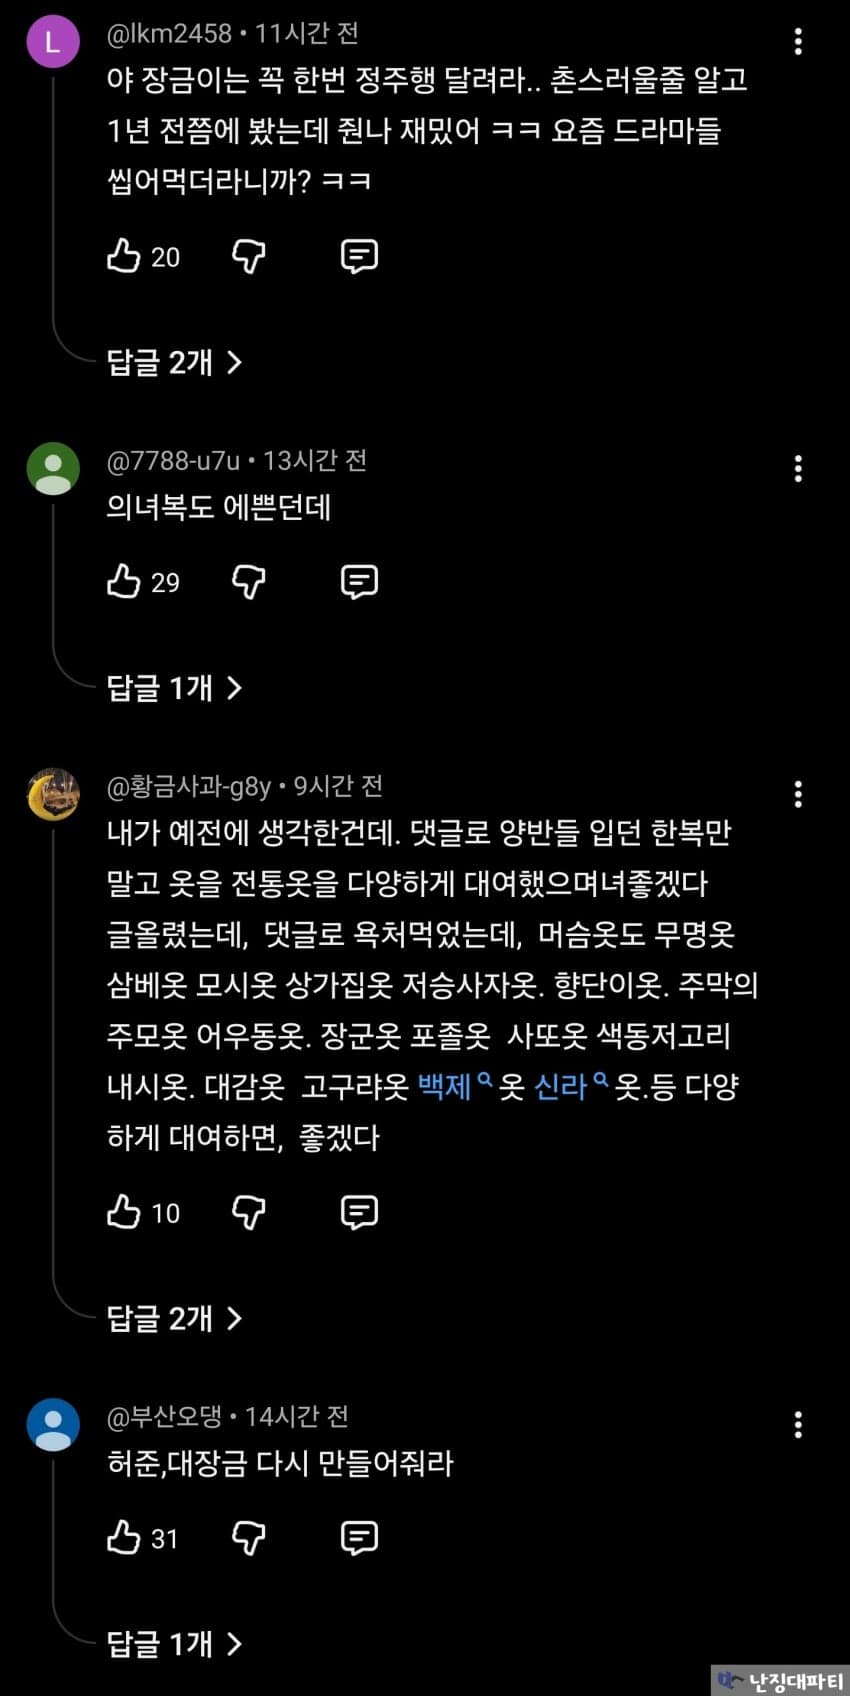 L
@lkm2458 • 11시간 전
야 장금이는 꼭 한번 정주행 달려라.. 촌스러울줄 알고
1년 전쯤에 봤는데 줜나 재밌어 ㅋㅋ 요즘 드라마들
씹어먹더라니까? ㅋㅋ
20
답글 2개
@7788-u7u • 13시간 전
의녀복도 에쁜던데
29
답글 1개
@황금사과-g8y • 9시간 전
내가 예전에 생각한건데. 댓글로 양반들 입던 한복만
말고 옷을 전통옷을 다양하게 대여했으며녀좋겠다
글올렸는데, 댓글로 욕처먹었는데, 머슴옷도 무명옷
삼베옷 모시옷 상가집옷 저승사자옷. 향단이옷. 주막의
주모옷 어우동옷. 장군옷 포졸옷 사또옷 색동저고리
내시옷. 대감옷 고구랴옷 백제 옷 신라 옷.등 다양
하게 대여하면, 좋겠다
10
답글 2개
@부산오댕 • 14시간 전
허준,대장금 다시 만들어줘라
31
답글 1개
난징대파티